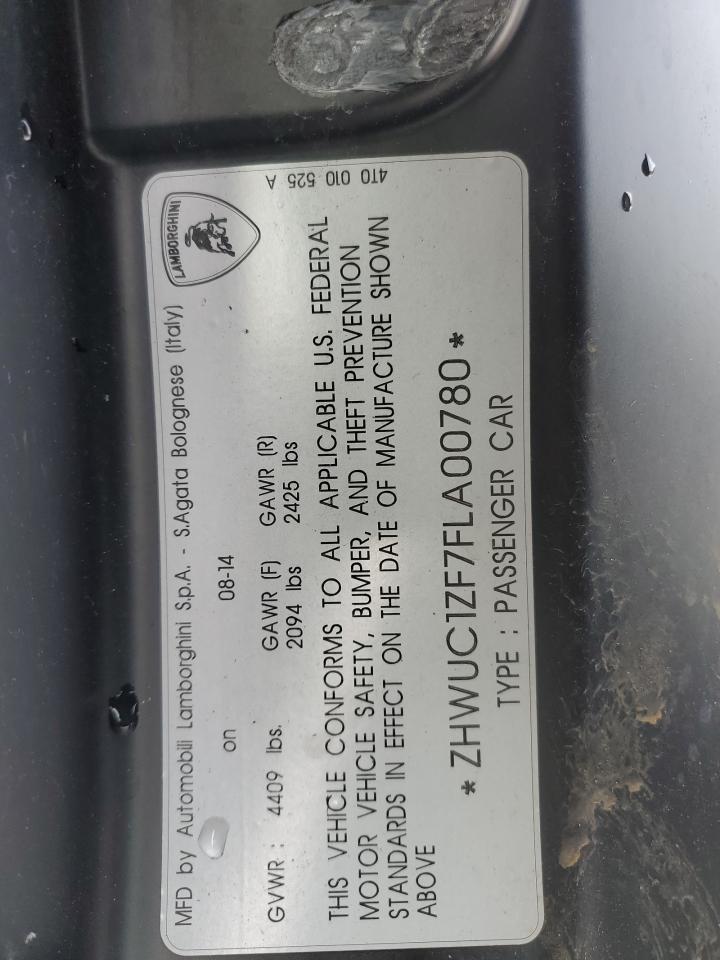 MFD by Automobili Lamborghini S.p.A. - S.Agata Bolognese (Italy)
LAMBORGHINI
on 08-14
GVWR : 4409 lbs. GAWR (F) GAWR (R)
2094 lbs 2425 lbs
THIS VEHICLE CONFORMS TO ALL APPLICABLE U.S. FEDERAL
MOTOR VEHICLE SAFETY, BUMPER, AND THEFT PREVENTION
STANDARDS IN EFFECT ON THE DATE OF MANUFACTURE SHOWN
ABOVE
* ZHWUC1ZF7FLA00780 *
TYPE : PASSENGER CAR
4T0 010 525 A